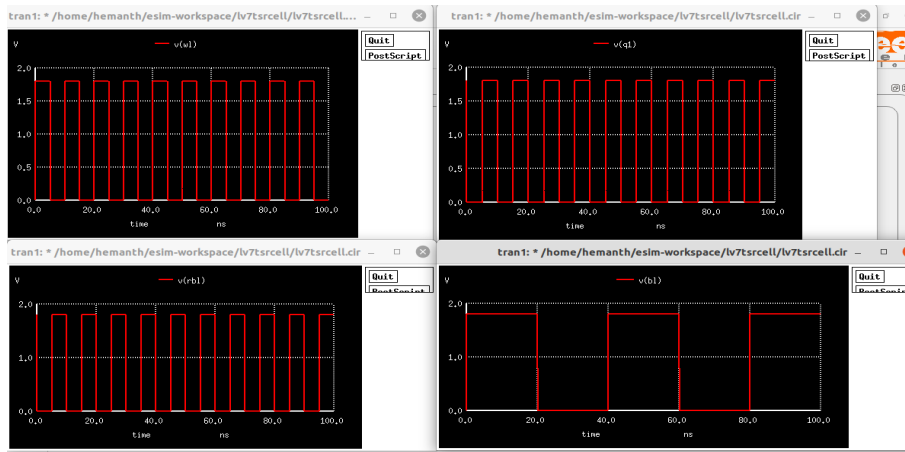 tran1: * /home/hemanth/esim-workspace/lv7tsrcell/lv7tsrcell....
Quit
PostScript
V
v(wl)
2.0
1.5
1.0
0.5
0.0
0.0 20.0 40.0 60.0 80.0 100.0
time ns
tran1: * /home/hemanth/esim-workspace/lv7tsrcell/lv7tsrcell.cir
Quit
PostScript
V
v(q1)
2.0
1.5
1.0
0.5
0.0
0.0 20.0 40.0 60.0 80.0 100.0
time ns
tran1: * /home/hemanth/esim-workspace/lv7tsrcell/lv7tsrcell.cir
Quit
PostScript
V
v(rbl)
2.0
1.0
0.0
0.0 20.0 40.0 60.0 80.0 100.0
time ns
tran1: * /home/hemanth/esim-workspace/lv7tsrcell/lv7tsrcell.cir
Quit
V
v(bl)
2.0
1.0
0.0
0.0 20.0 40.0 60.0 80.0 100.0
time ns